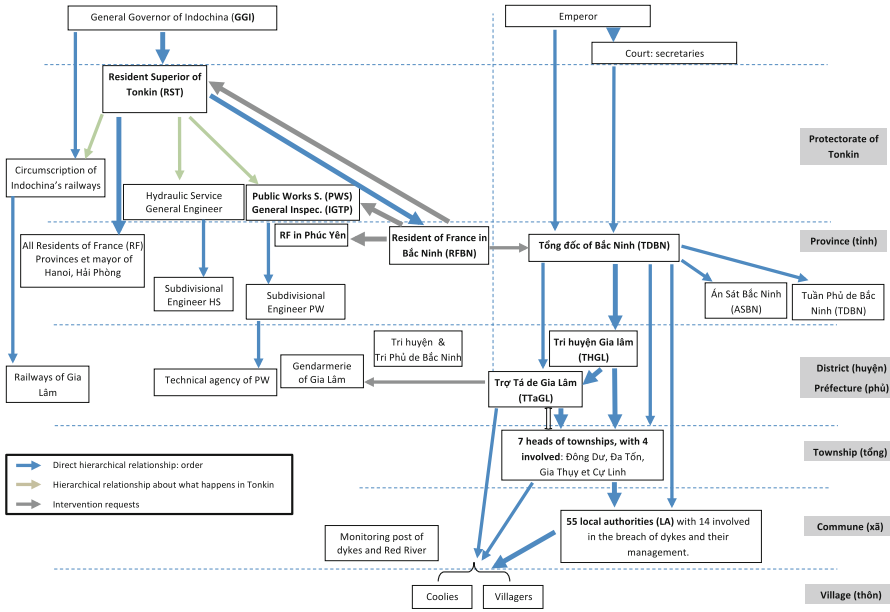 General Governor of Indochina (GGI)
Emperor
Court: secretaries
Resident Superior of
Tonkin (RST)
Protectorate of
Tonkin
Circumscription of
Indochina's railways
Hydraulic Service
General Engineer
Public Works S. (PWS)
General Inspec. (IGTP)
RF in Phúc Yên
Resident of France in
Bắc Ninh (RFBN)
Tổng đốc of Bắc Ninh (TDBN)
Province (tỉnh)
All Residents of France (RF)
Provinces et mayor of
Hanoi, Hải Phòng
Subdivisional
Engineer HS
Subdivisional
Engineer PW
Án Sát Bắc Ninh
(ASBN)
Tuần Phủ de Bắc
Ninh (TDBN)
Tri huyện &
Tri Phủ de Bắc Ninh
Tri huyện Gia lâm
(THGL)
Railways of Gia
Lâm
Technical agency of PW
Gendarmerie
of Gia Lâm
Trợ Tá de Gia Lâm
(TTaGL)
District (huyện)
Préfecture (phủ)
7 heads of townships, with 4
involved: Đông Dư, Đa Tốn,
Gia Thụy et Cự Linh
Township (tổng)
Direct hierarchical relationship: order
Hierarchical relationship about what happens in Tonkin
Intervention requests
Monitoring post of
dykes and Red River
55 local authorities (LA) with 14 involved
in the breach of dykes and their
management.
Commune (xã)
Coolies
Villagers
Village (thôn)